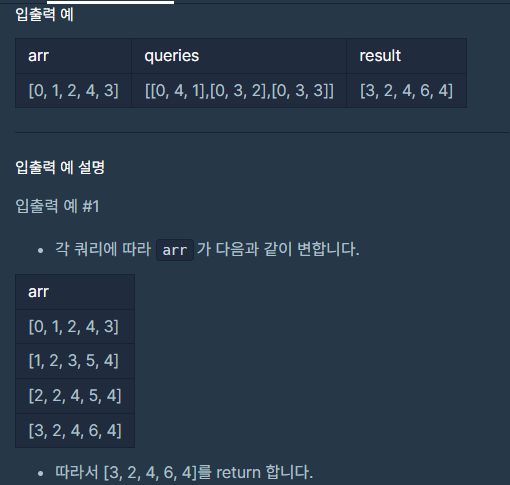 입출력 예
arr queries result
[0, 1, 2, 4, 3] [[0, 4, 1],[0, 3, 2],[0, 3, 3]] [3, 2, 4, 6, 4]
입출력 예 설명
입출력 예 #1
각 쿼리에 따라 arr 가 다음과 같이 변합니다.
arr
[0, 1, 2, 4, 3]
[1, 2, 3, 5, 4]
[2, 2, 4, 5, 4]
[3, 2, 4, 6, 4]
따라서 [3, 2, 4, 6, 4]를 return 합니다.